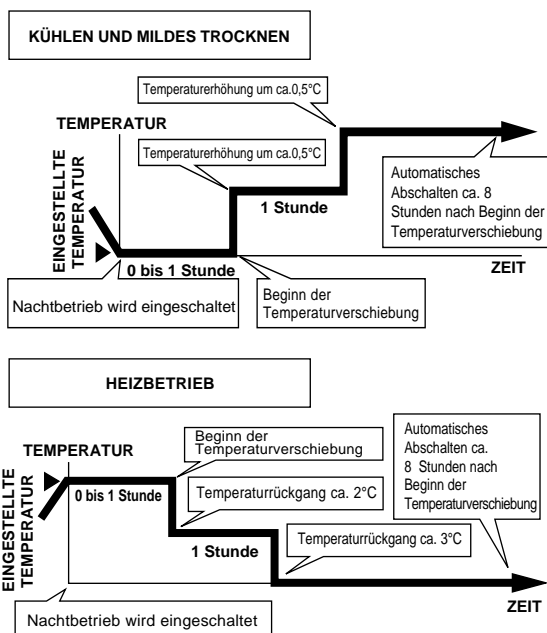 KÜHLEN UND MILDES TROCKNEN
Temperaturerhöhung um ca.0,5°C
TEMPERATUR
Temperaturerhöhung um ca.0,5°C
EINGESTELLTE
TEMPERATUR
1 Stunde
Automatisches
Abschalten ca. 8
Stunden nach Beginn der
Temperaturverschiebung
0 bis 1 Stunde
ZEIT
Nachtbetrieb wird eingeschaltet
Beginn der
Temperaturverschiebung
HEIZBETRIEB
TEMPERATUR
Beginn der
Temperaturverschiebung
Automatisches
Abschalten ca.
8 Stunden nach
Beginn der
Temperaturverschiebung
EINGESTELLTE
TEMPERATUR
0 bis 1 Stunde
Temperaturrückgang ca. 2°C
1 Stunde
Temperaturrückgang ca. 3°C
ZEIT
Nachtbetrieb wird eingeschaltet